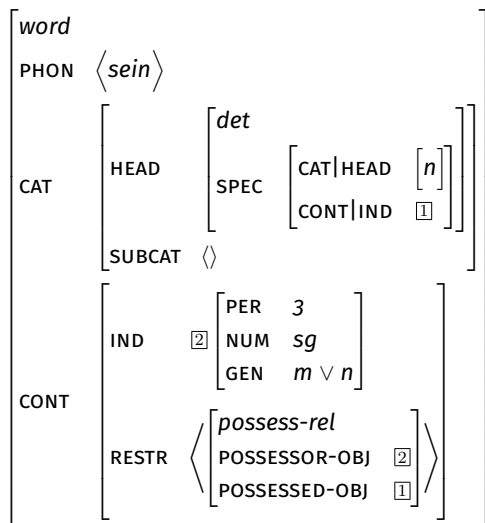 word
PHON ⟨sein⟩
CAT
HEAD
det
SPEC
CAT|HEAD [n]
CONT|IND 1
SUBCAT ⟨⟩
CONT
IND 2
PER 3
NUM sg
GEN m ∨ n
RESTR
possess-rel
POSSESSOR-OBJ 2
POSSESSED-OBJ 1